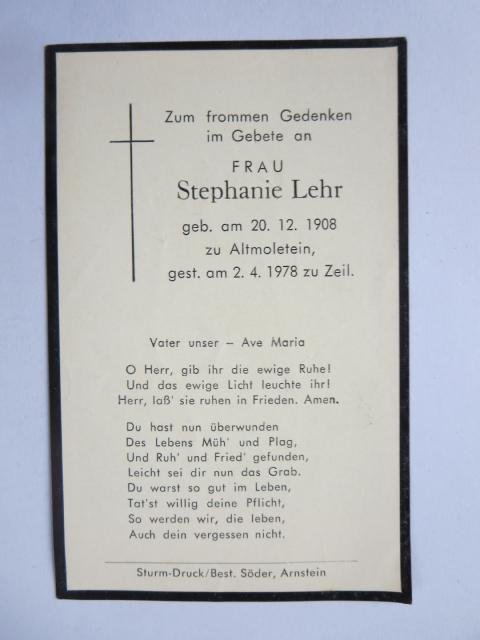 Zum frommen Gedenken
im Gebete an
FRAU
Stephanie Lehr
geb. am 20. 12. 1908
zu Altmoletein,
gest. am 2. 4. 1978 zu Zeil.
Vater unser – Ave Maria
O Herr, gib ihr die ewige Ruhe!
Und das ewige Licht leuchte ihr!
Herr, laß' sie ruhen in Frieden. Amen.
Du hast nun überwunden
Des Lebens Müh' und Plag,
Und Ruh' und Fried' gefunden,
Leicht sei dir nun das Grab.
Du warst so gut im Leben,
Tat'st willig deine Pflicht,
So werden wir, die leben,
Auch dein vergessen nicht.
Sturm-Druck/Best. Söder, Arnstein